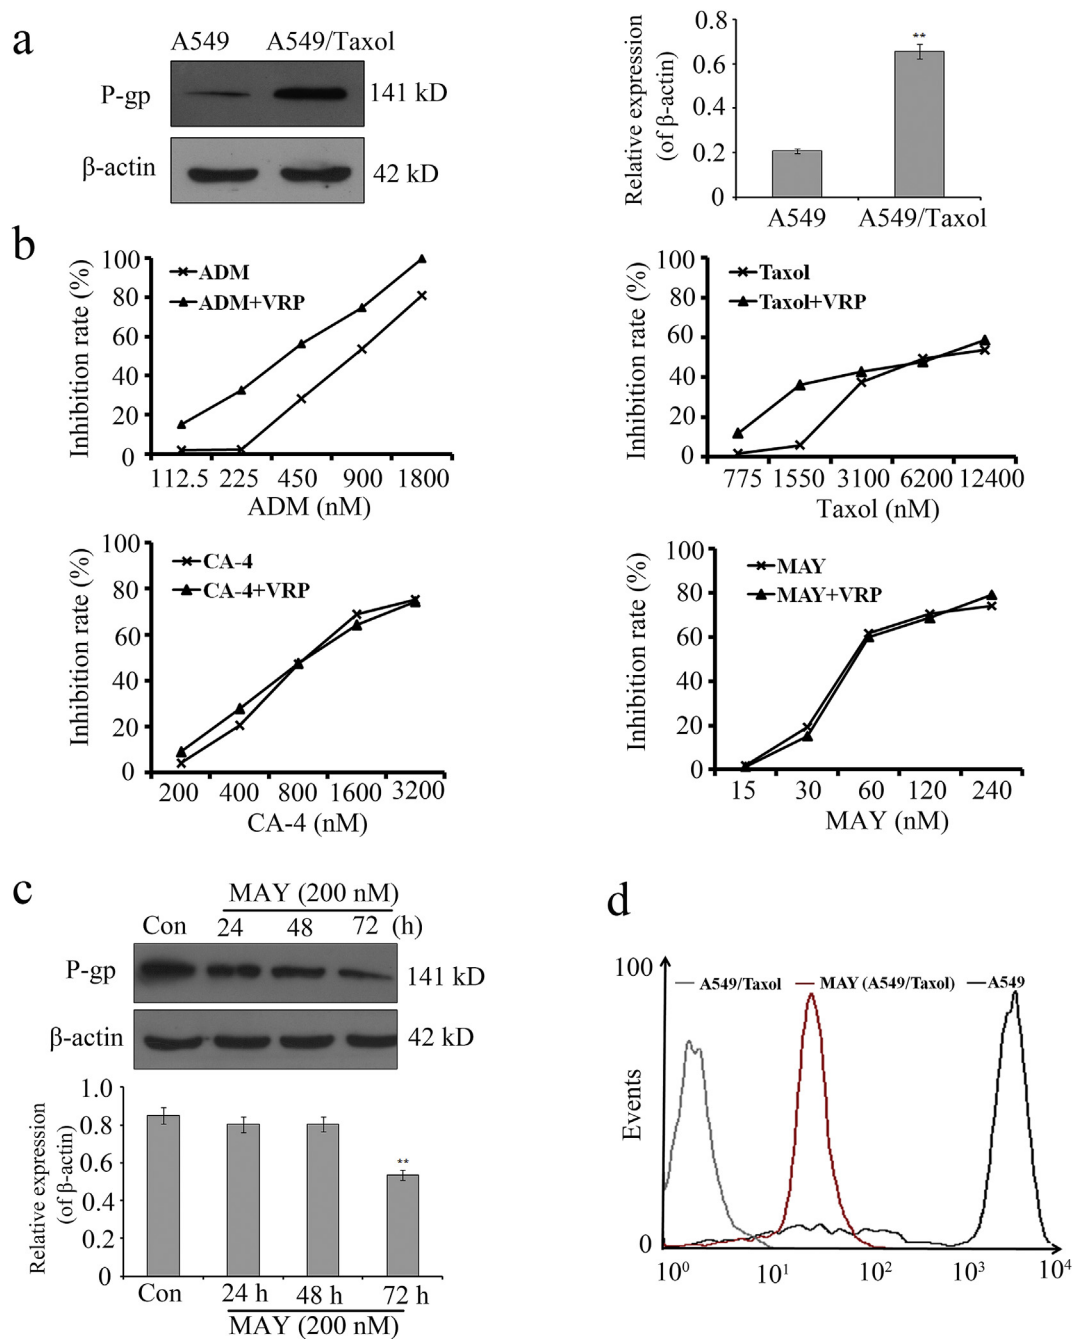 a
A549 A549/Taxol
P-gp 141 kD
β-actin 42 kD
Relative expression
(of β-actin)
0.8
0.6
0.4
0.2
0
**
A549 A549/Taxol
b
Inhibition rate (%)
100
80
60
40
20
0
ADM
ADM+VRP
112.5 225 450 900 1800
ADM (nM)
Inhibition rate (%)
100
80
60
40
20
0
Taxol
Taxol+VRP
775 1550 3100 6200 12400
Taxol (nM)
Inhibition rate (%)
100
80
60
40
20
0
CA-4
CA-4+VRP
200 400 800 1600 3200
CA-4 (nM)
Inhibition rate (%)
100
80
60
40
20
0
MAY
MAY+VRP
15 30 60 120 240
MAY (nM)
c
MAY (200 nM)
Con 24 48 72 (h)
P-gp 141 kD
β-actin 42 kD
Relative expression
(of β-actin)
1.0
0.8
0.6
0.4
0.2
0
**
Con 24 h 48 h 72 h
MAY (200 nM)
d
Events
100
0
A549/Taxol MAY (A549/Taxol) A549
10⁰ 10¹ 10² 10³ 10⁴